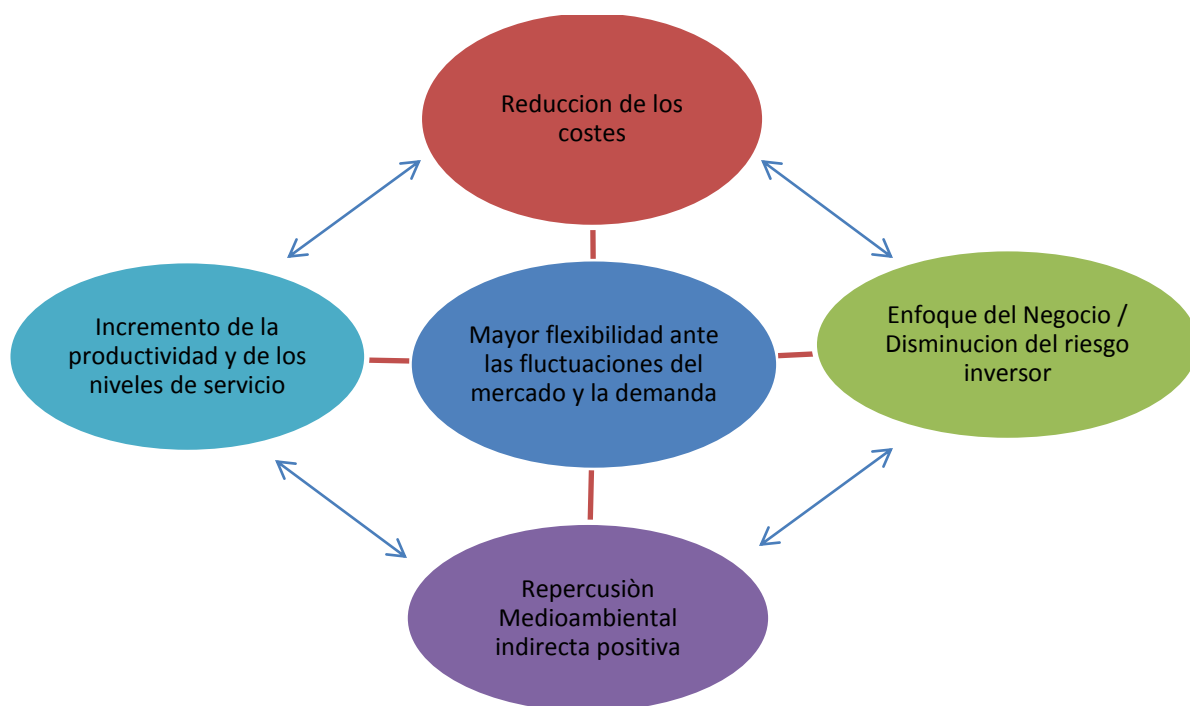 Reduccion de los
costes
Incremento de la
productividad y de los
niveles de servicio
Mayor flexibilidad ante
las fluctuaciones del
mercado y la demanda
Enfoque del Negocio /
Disminucion del riesgo
inversor
Repercusiòn
Medioambiental
indirecta positiva